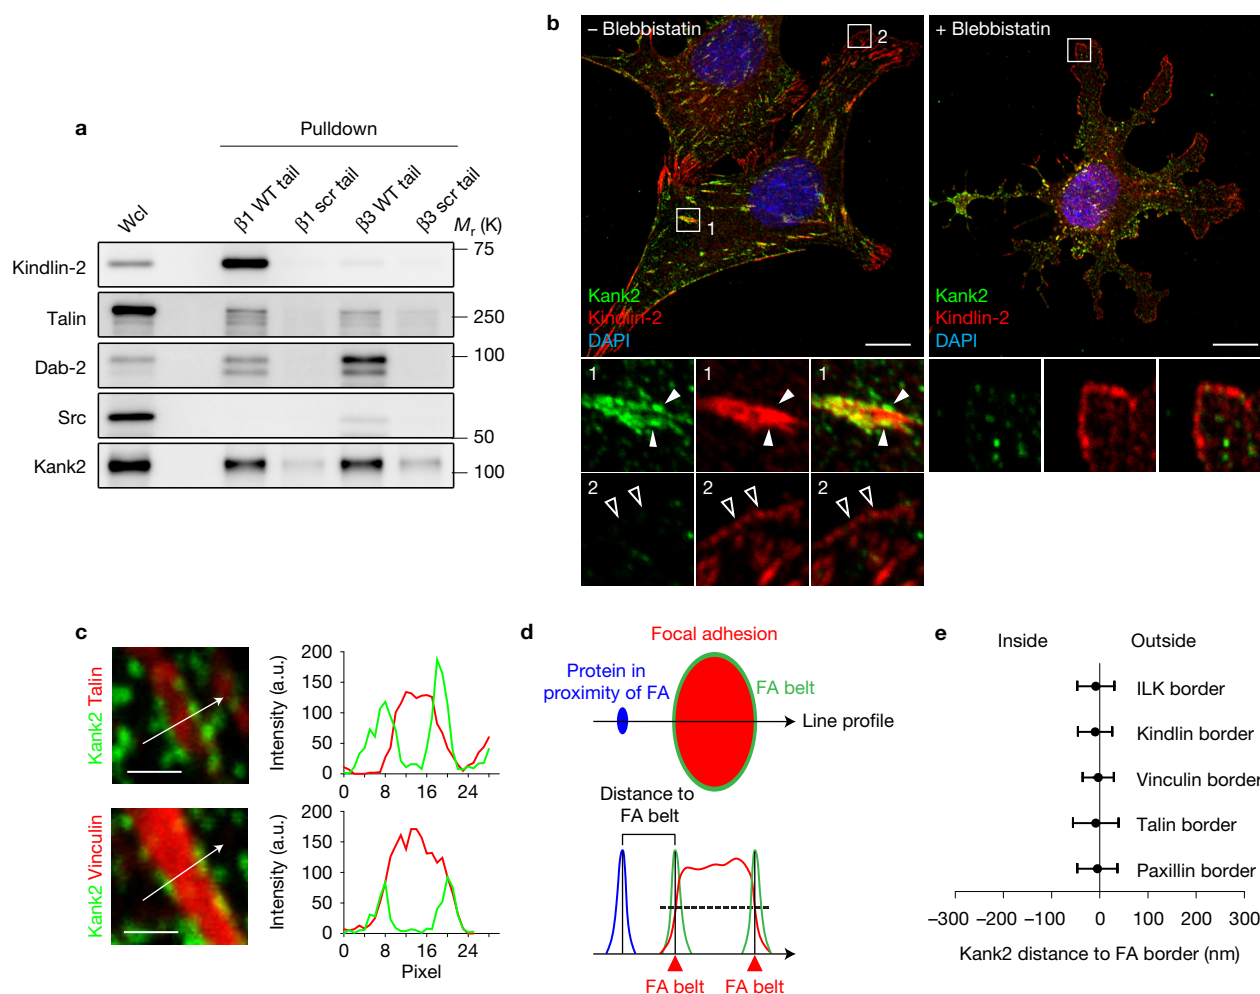 a
Pulldown
Wcl
β1 WT tail
β1 scr tail
β3 WT tail
β3 scr tail
Mr (K)
Kindlin-2
75
Talin
250
Dab-2
100
Src
50
Kank2
100
b
– Blebbistatin
2
1
Kank2
Kindlin-2
DAPI
+ Blebbistatin
Kank2
Kindlin-2
DAPI
1
1
1
2
2
2
c
Kank2 Talin
Intensity (a.u.)
200
150
100
50
0
0
8
16
24
Kank2 Vinculin
Intensity (a.u.)
200
150
100
50
0
0
8
16
24
Pixel
d
Focal adhesion
Protein in
proximity of FA
FA belt
Line profile
Distance to
FA belt
FA belt
FA belt
e
Inside
Outside
ILK border
Kindlin border
Vinculin border
Talin border
Paxillin border
–300
–200
–100
0
100
200
300
Kank2 distance to FA border (nm)